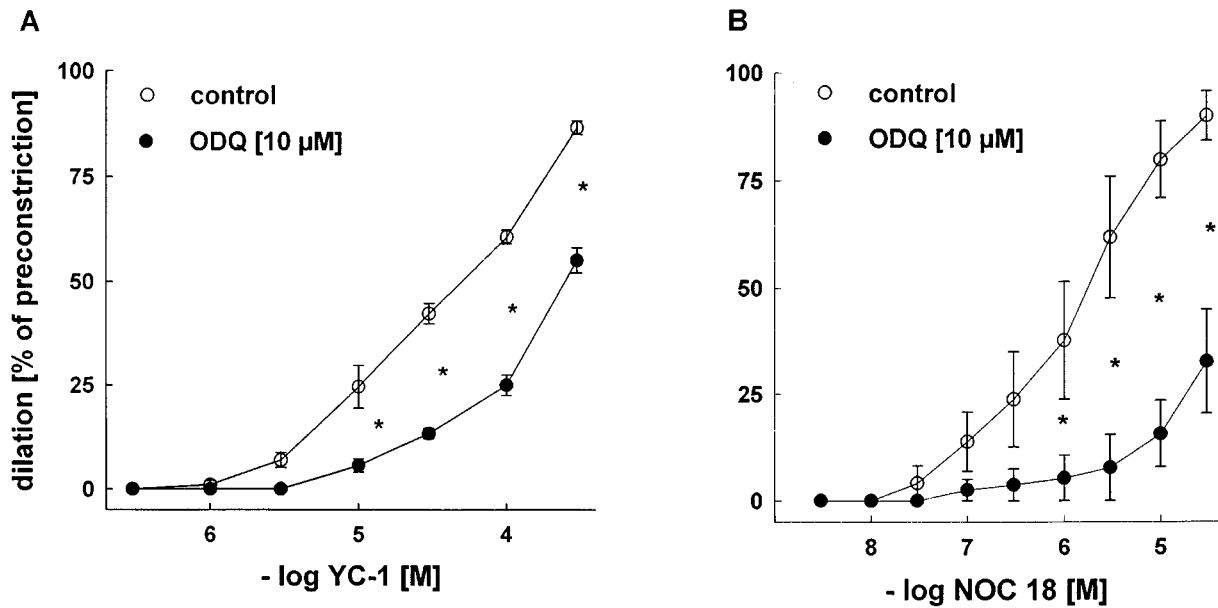 A
dilation [% of preconstriction]
100
75
50
25
0
control
ODQ [10 µM]
*
*
*
*
6
5
4
- log YC-1 [M]
B
100
75
50
25
0
control
ODQ [10 µM]
*
*
*
*
8
7
6
5
- log NOC 18 [M]